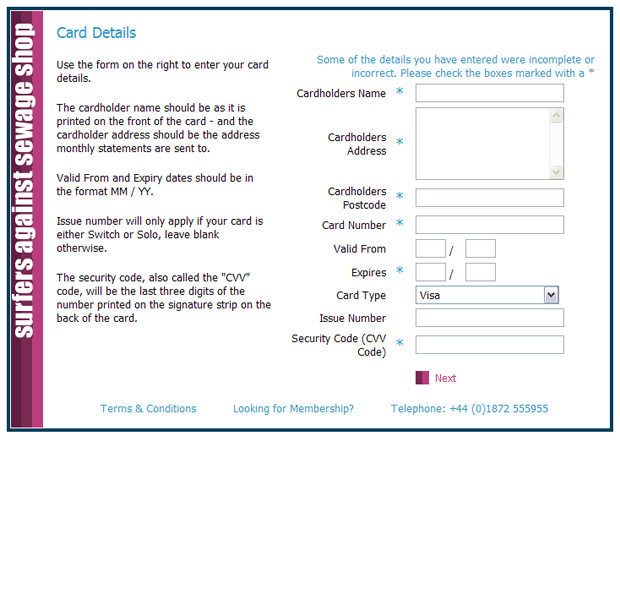 surfers against sewage shop
Card Details
Use the form on the right to enter your card
details.
The cardholder name should be as it is
printed on the front of the card - and the
cardholder address should be the address
monthly statements are sent to.
Valid From and Expiry dates should be in
the format MM / YY.
Issue number will only apply if your card is
either Switch or Solo, leave blank
otherwise.
The security code, also called the "CVV"
code, will be the last three digits of the
number printed on the signature strip on the
back of the card.
Some of the details you have entered were incomplete or
incorrect. Please check the boxes marked with a *
Cardholders Name *
Cardholders
Address *
Cardholders
Postcode *
Card Number *
Valid From /
Expires * /
Card Type Visa
Issue Number
Security Code (CVV
Code) *
Next
Terms & Conditions Looking for Membership? Telephone: +44 (0)1872 555955